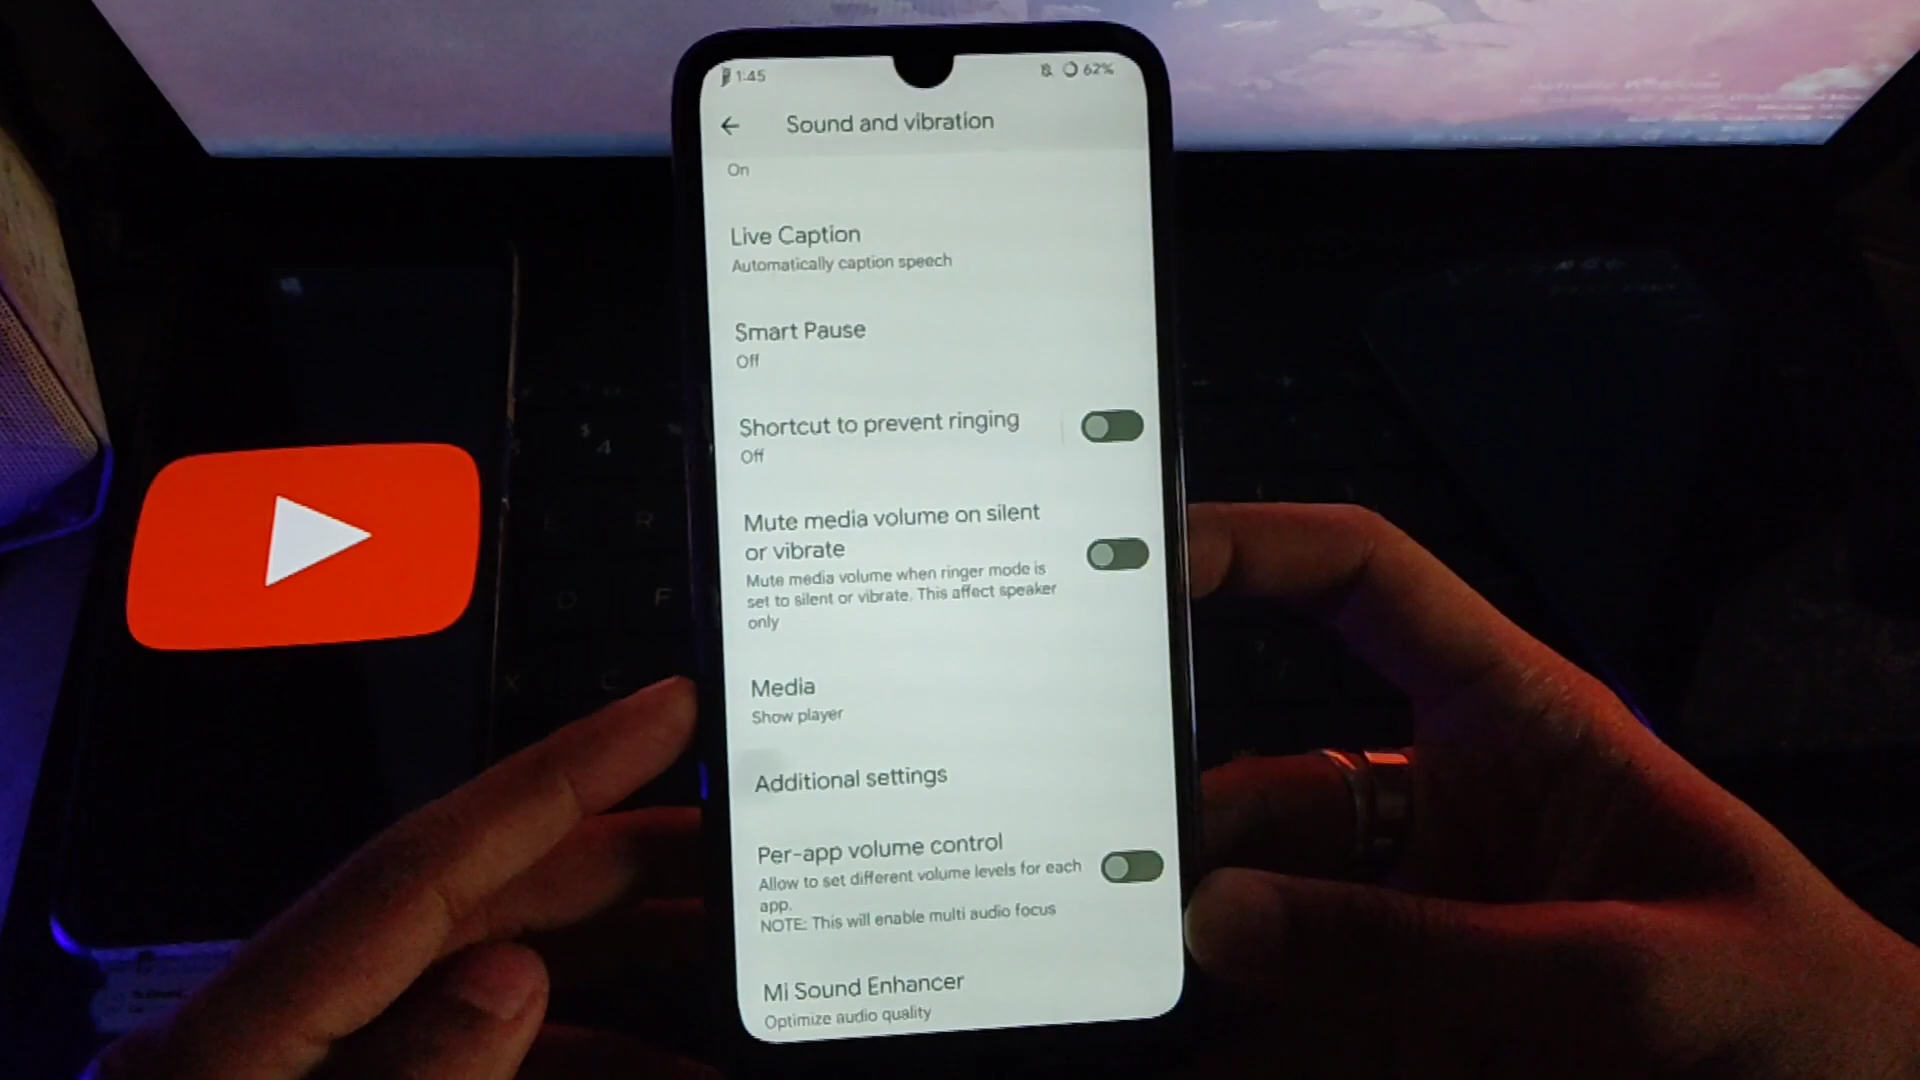 1:45
62%
Sound and vibration
On
Live Caption
Automatically caption speech
Smart Pause
Off
Shortcut to prevent ringing
Off
Mute media volume on silent
or vibrate
Mute media volume when ringer mode is
set to silent or vibrate. This affect speaker
only
Media
Show player
Additional settings
Per-app volume control
Allow to set different volume levels for each
app.
NOTE: This will enable multi audio focus
Mi Sound Enhancer
Optimize audio quality
$
4
E
R
D
F
X
C